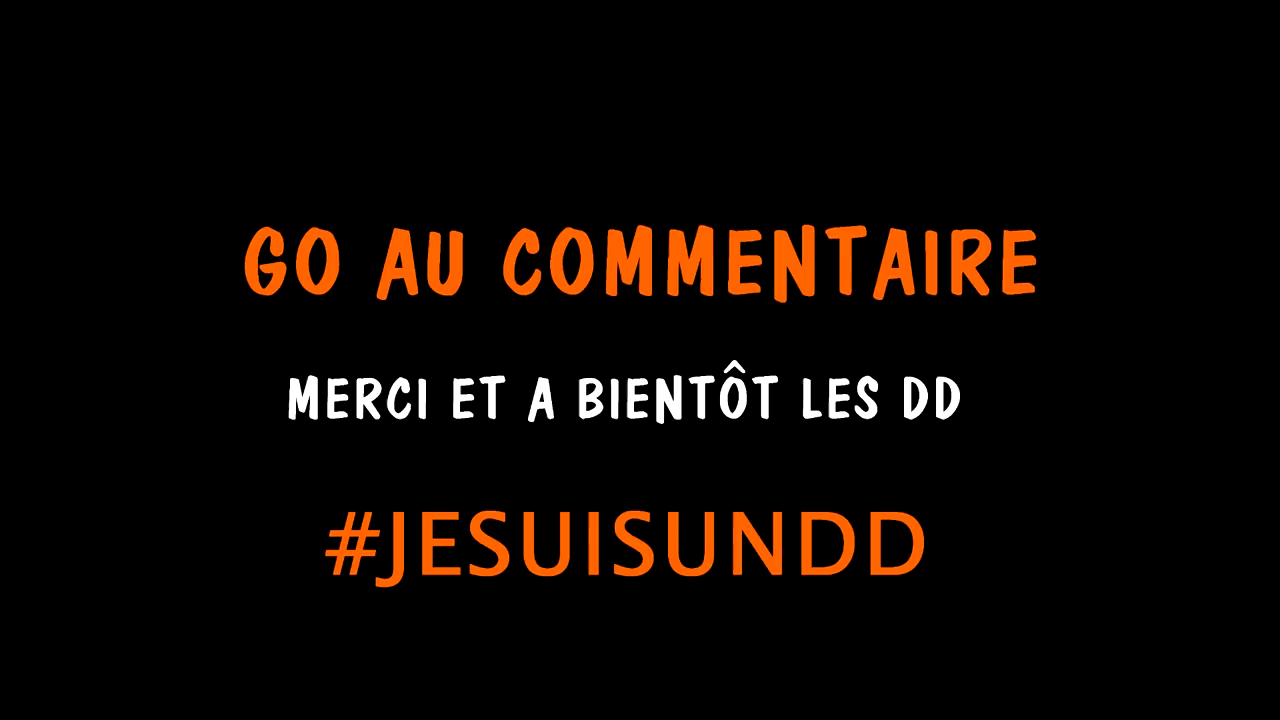 GO AU COMMENTAIRE
MERCI ET A BIENTÔT LES DD
#JESUISUNDD